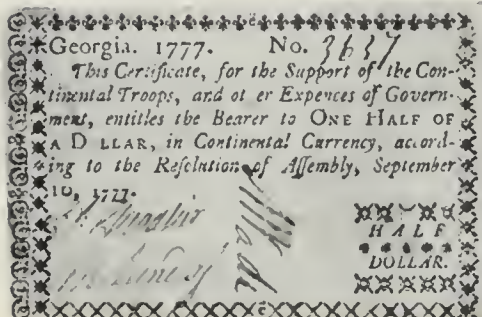 Georgia. 1777. No. 3637
This Certificate, for the Support of the Con-
tinental Troops, and ot er Expences of Govern-
ment, entitles the Bearer to ONE HALF OF
A D LLAR, in Continental Currency, accord-
ing to the Reſolution of Aſſembly, September
10, 1777.
HALF
DOLLAR.